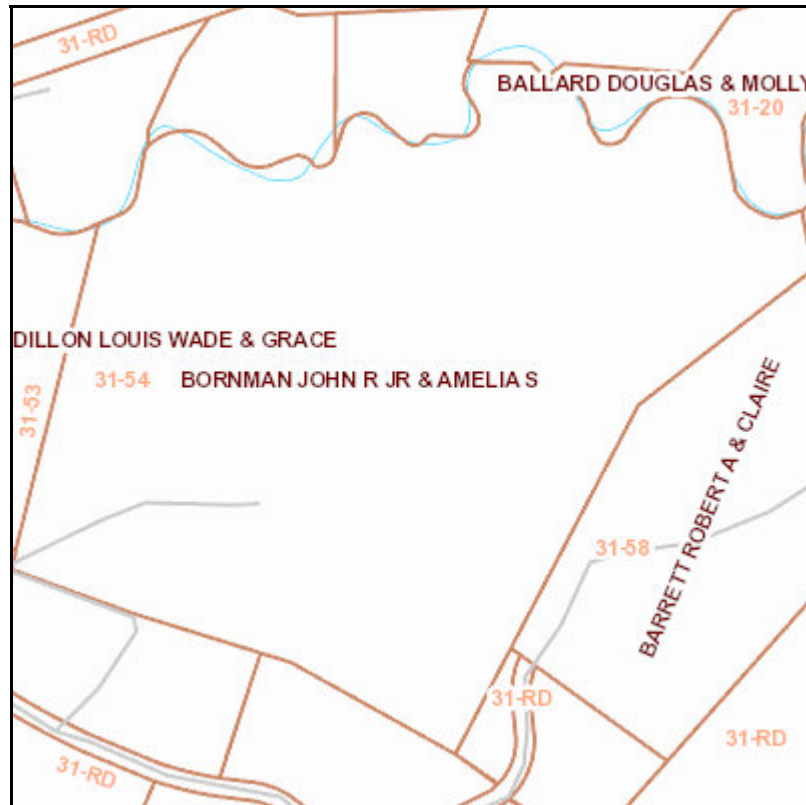 31-RD
BALLARD DOUGLAS & MOLLY
31-20
DILLON LOUIS WADE & GRACE
31-54 BORNMAN JOHN R JR & AMELIA S
31-53
BARRETT ROBERT A & CLAIRE
31-58
31-RD
31-RD
31-RD